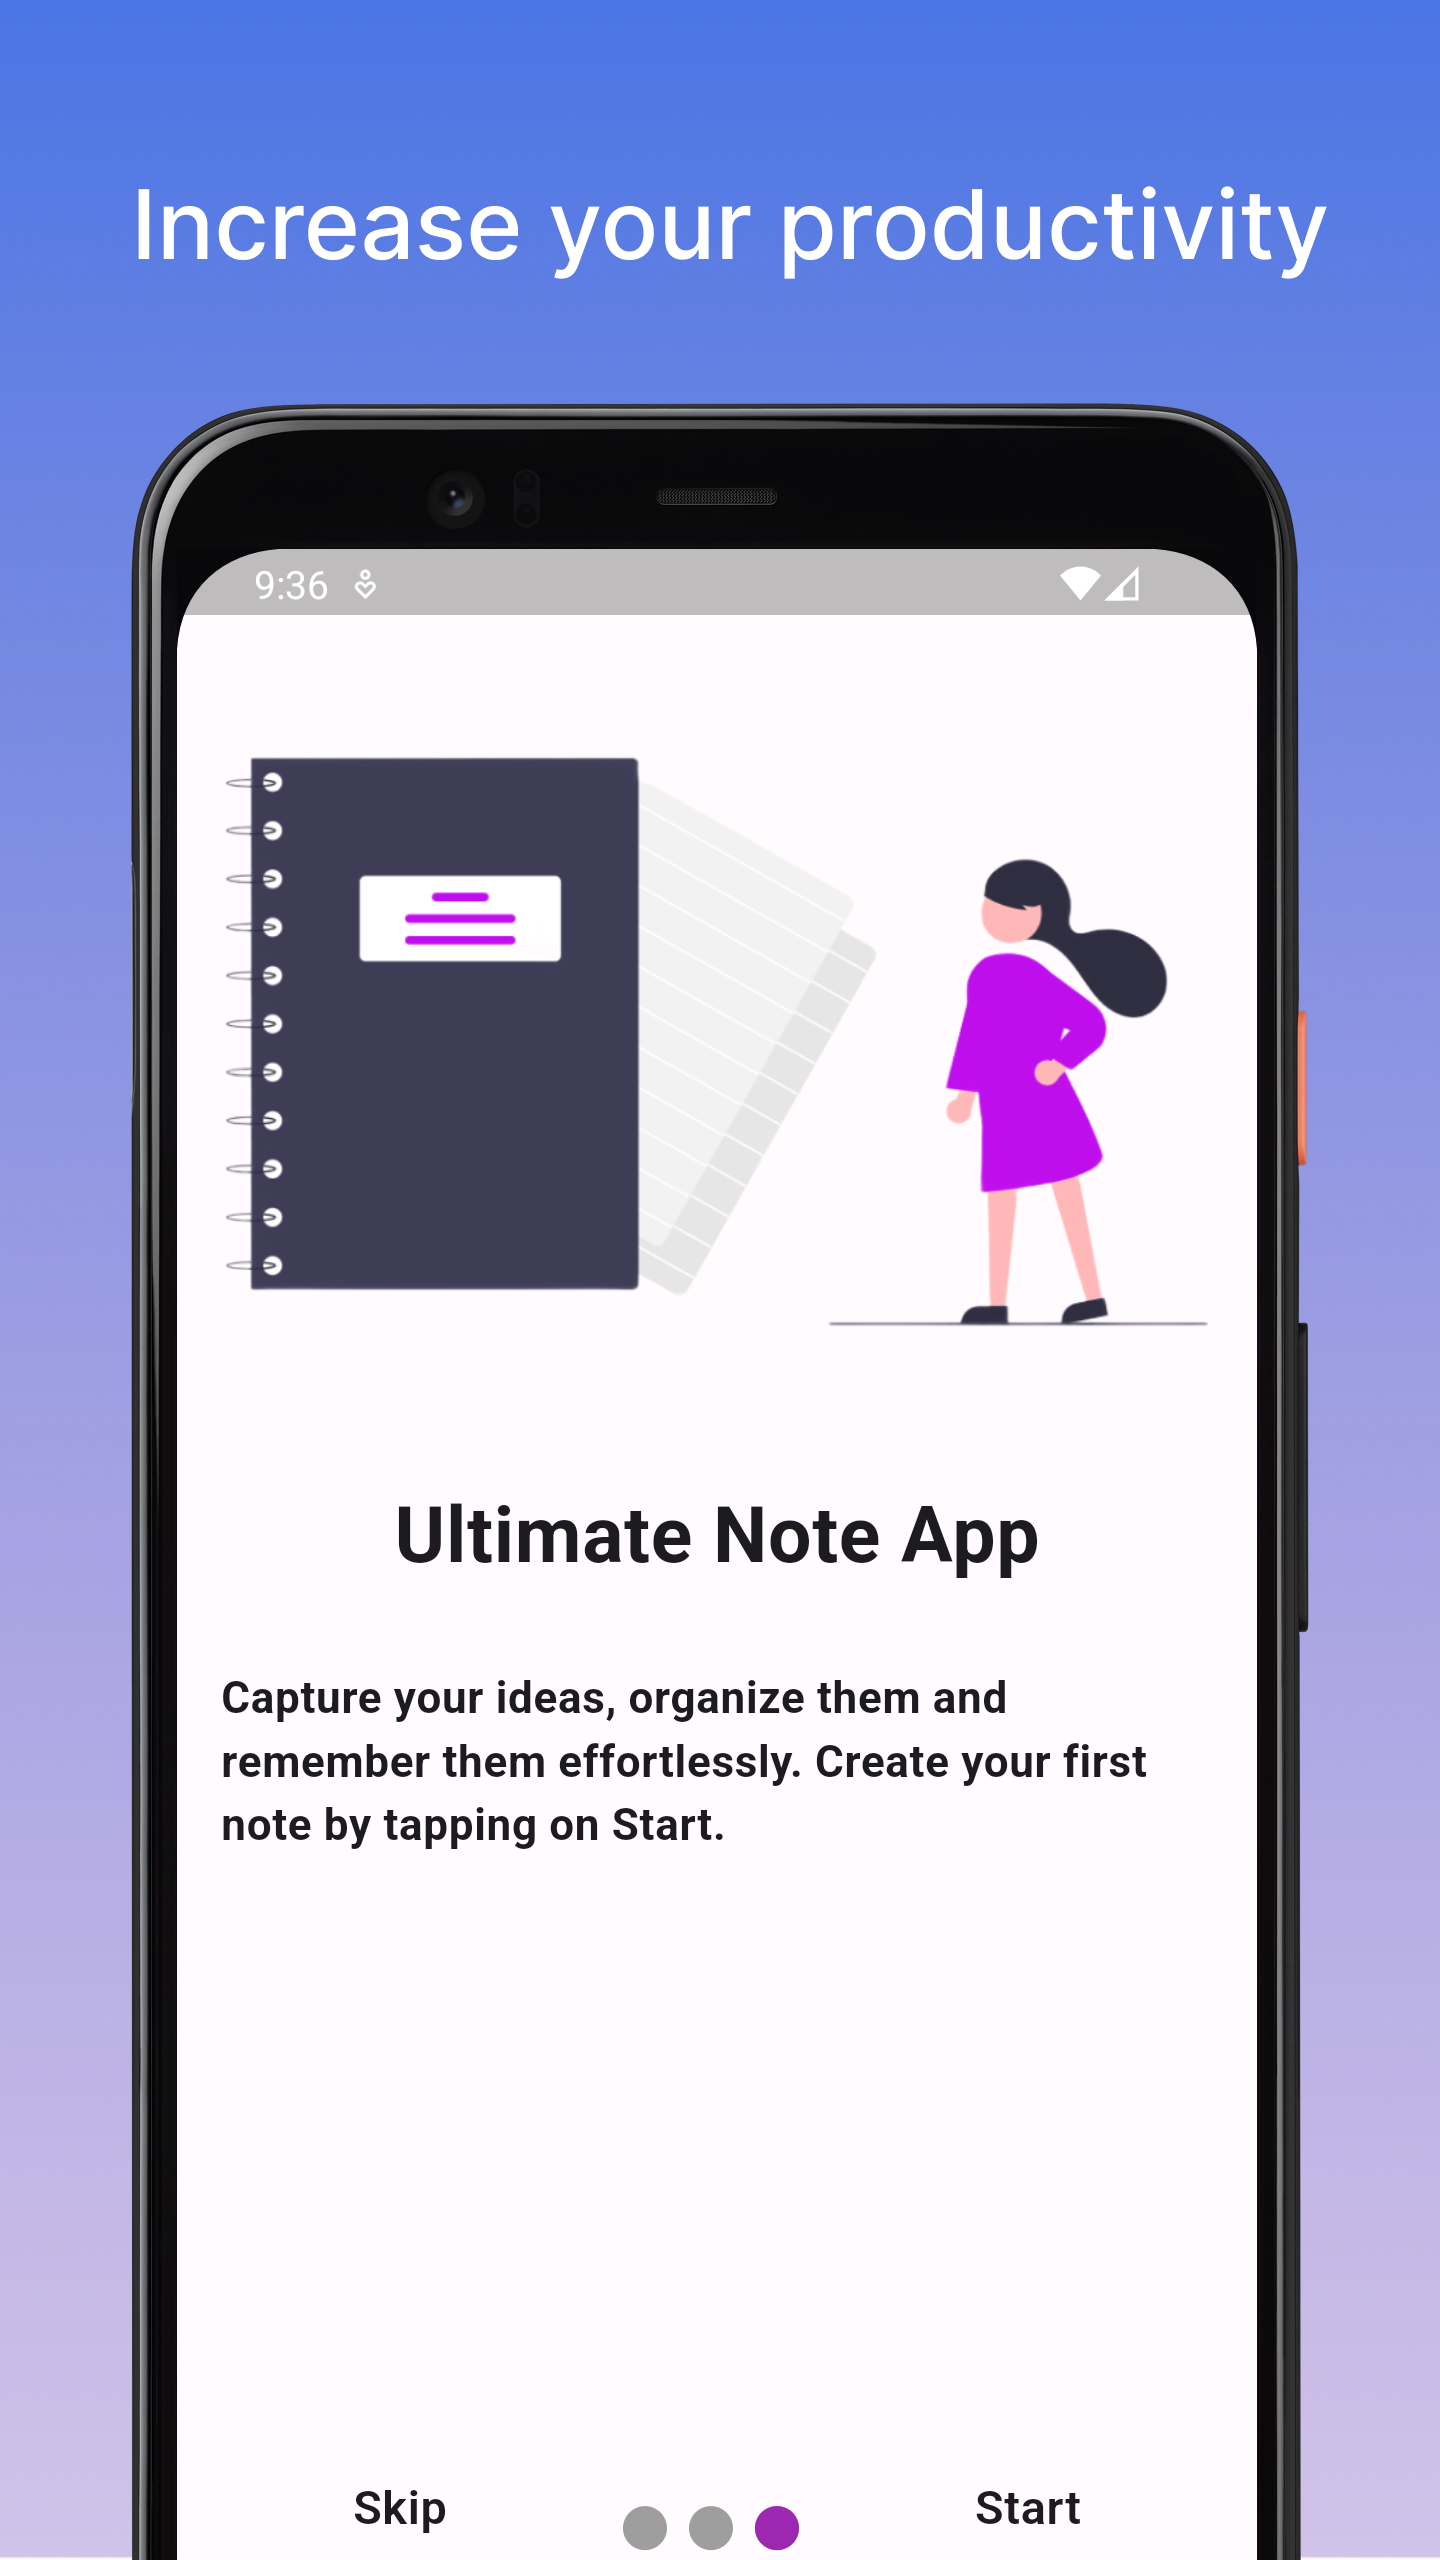 Increase your productivity
9:36
Ultimate Note App
Capture your ideas, organize them and
remember them effortlessly. Create your first
note by tapping on Start.
Skip
Start